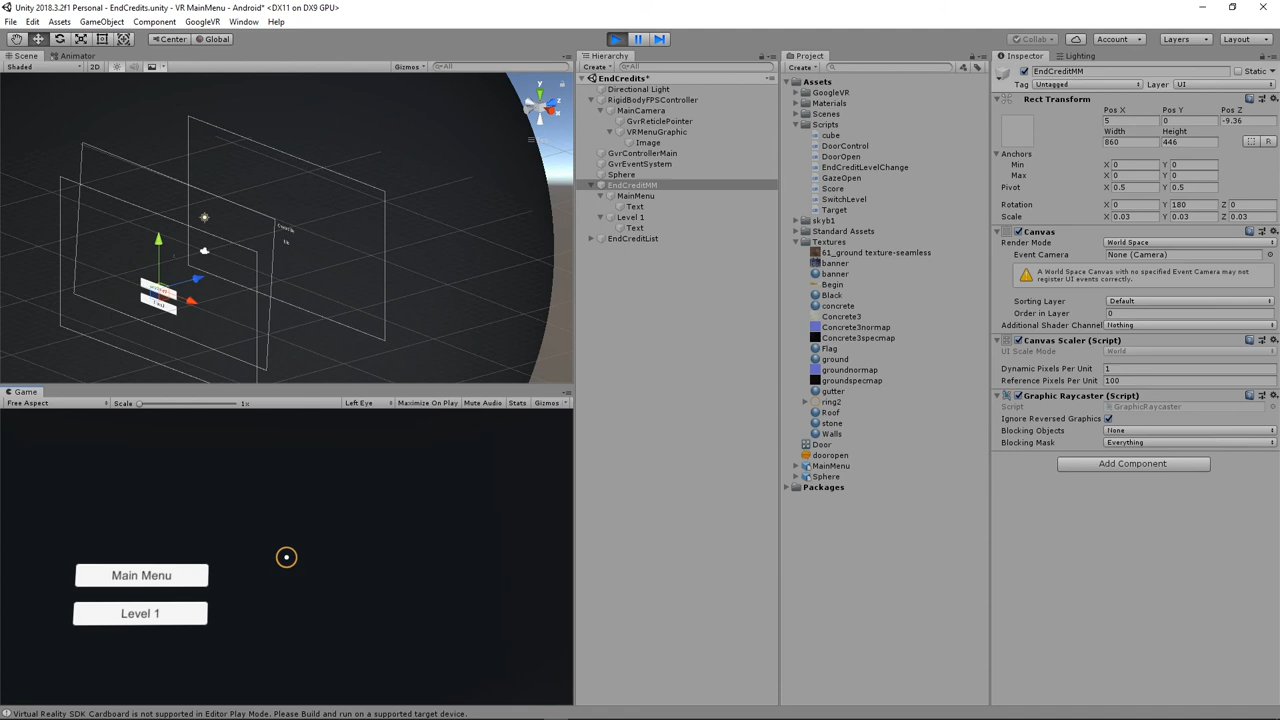 Unity 2018.3.2f1 Personal - EndCredits.unity - VR MainMenu - Android* <DX11 on DX9 GPU>
File Edit Assets GameObject Component GoogleVR Window Help
Center Global
Collab Account Layers Layout
Scene Animator
Shaded 2D Gizmos All
y
Game
Free Aspect Scale 1x Left Eye Maximize On Play Mute Audio Stats Gizmos
Main Menu
Level 1
Hierarchy
Create All
EndCredits*
Directional Light
RigidBodyFPSController
MainCamera
GvrReticlePointer
VRMenuGraphic
Image
GvrControllerMain
GvrEventSystem
Sphere
EndCreditMM
MainMenu
Text
Level 1
Text
EndCreditList
Project
Create
Assets
GoogleVR
Materials
Scenes
Scripts
cube
DoorControl
DoorOpen
EndCreditLevelChange
GazeOpen
Score
SwitchLevel
Target
skyb1
Standard Assets
Textures
61_ground texture-seamless
banner
banner
Begin
Black
concrete
Concrete3
Concrete3normap
Concrete3specmap
Flag
ground
groundnormap
groundspecmap
gutter
ring2
Roof
stone
Walls
Door
dooropen
MainMenu
Sphere
Packages
Inspector Lighting
EndCreditMM Static
Tag Untagged Layer UI
Rect Transform
Pos X Pos Y Pos Z
5 0 -9.36
Width Height
860 446
R
Anchors
Min X 0 Y 0
Max X 0 Y 0
Pivot X 0.5 Y 0.5
Rotation X 0 Y 180 Z 0
Scale X 0.03 Y 0.03 Z 0.03
Canvas
Render Mode World Space
Event Camera None (Camera)
A World Space Canvas with no specified Event Camera may not
register UI events correctly.
Sorting Layer Default
Order in Layer 0
Additional Shader Channel Nothing
Canvas Scaler (Script)
UI Scale Mode World
Dynamic Pixels Per Unit 1
Reference Pixels Per Unit 100
Graphic Raycaster (Script)
Script GraphicRaycaster
Ignore Reversed Graphics
Blocking Objects None
Blocking Mask Everything
Add Component
Virtual Reality SDK Cardboard is not supported in Editor Play Mode. Please Build and run on a supported target device.